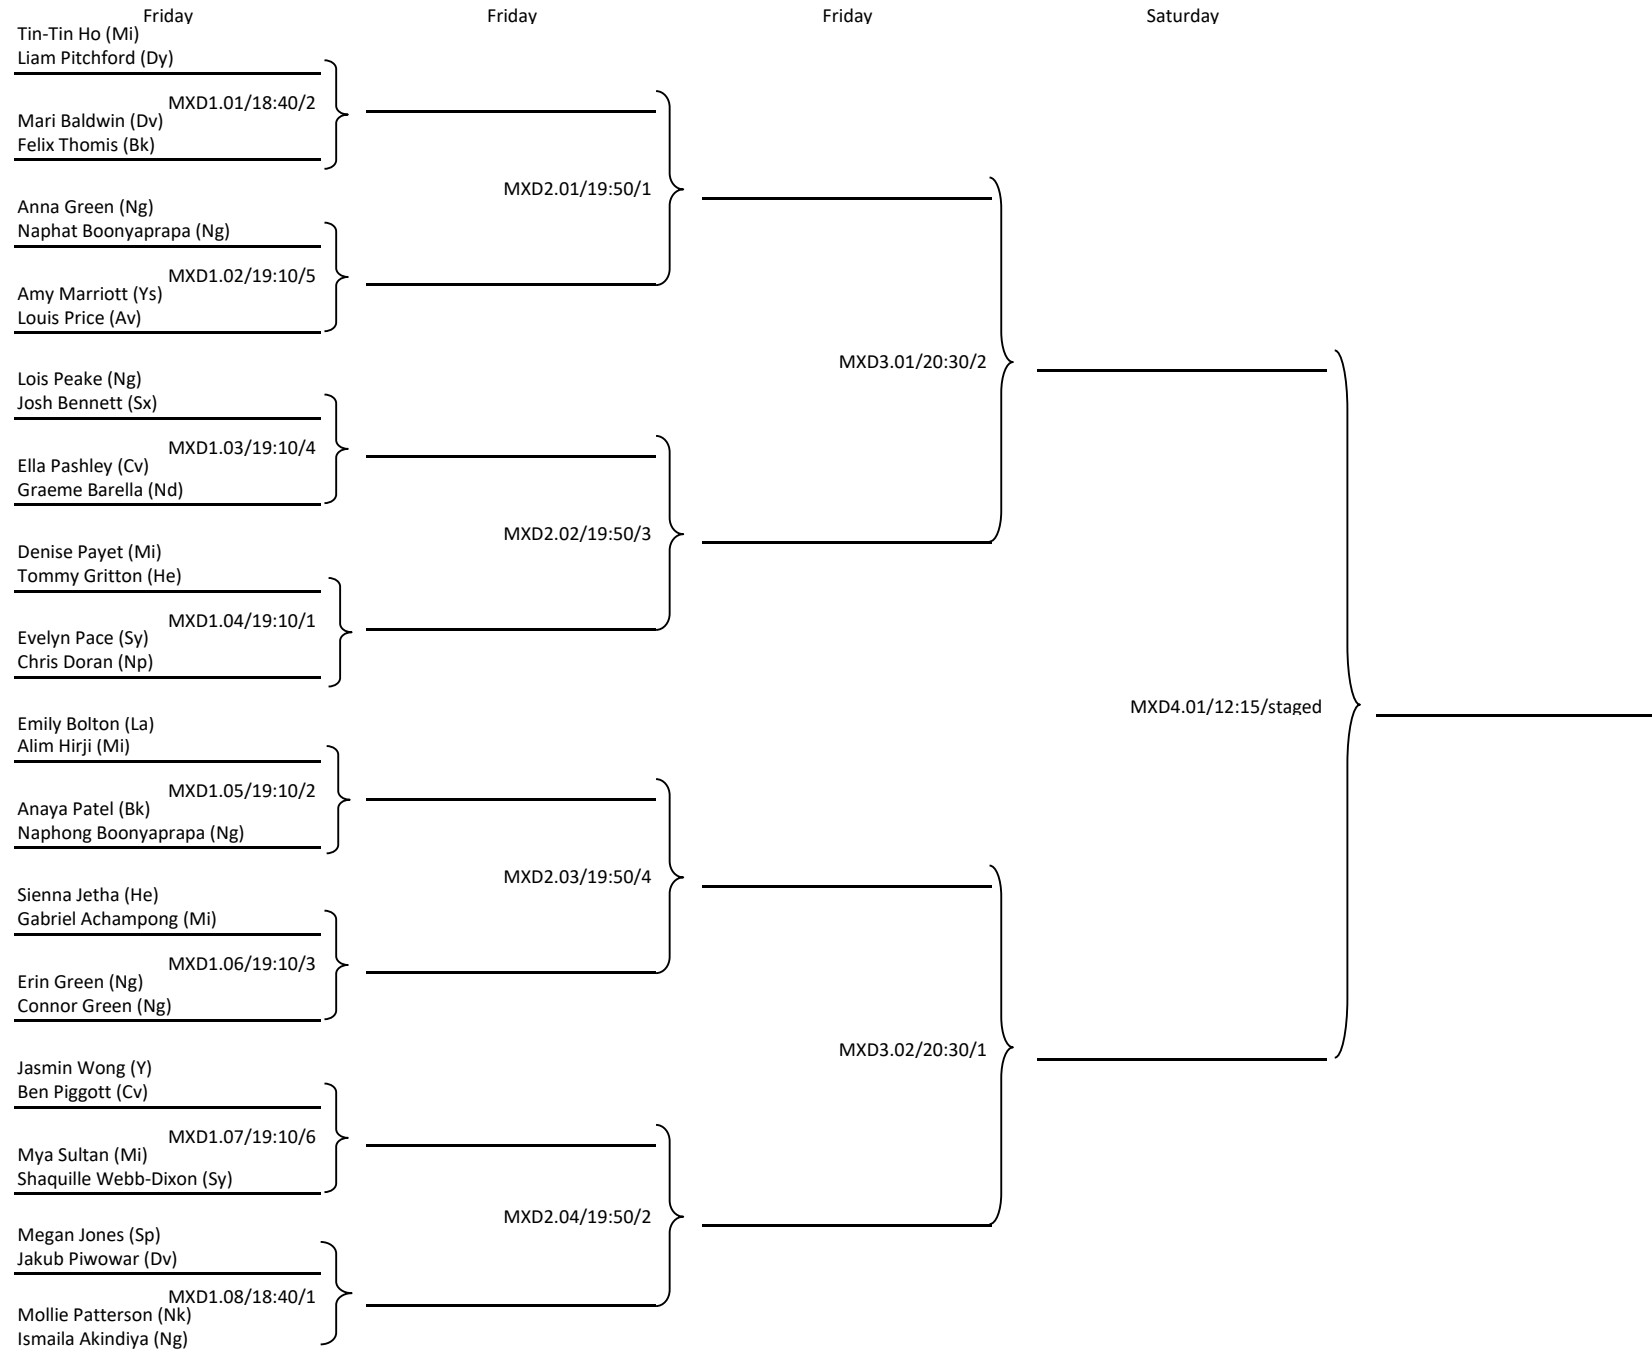 Friday
Friday
Friday
Saturday
Tin-Tin Ho (Mi)
Liam Pitchford (Dy)
MXD1.01/18:40/2
Mari Baldwin (Dv)
Felix Thomis (Bk)
MXD2.01/19:50/1
Anna Green (Ng)
Naphat Boonyaprapa (Ng)
MXD1.02/19:10/5
Amy Marriott (Ys)
Louis Price (Av)
MXD3.01/20:30/2
Lois Peake (Ng)
Josh Bennett (Sx)
MXD1.03/19:10/4
Ella Pashley (Cv)
Graeme Barella (Nd)
MXD2.02/19:50/3
Denise Payet (Mi)
Tommy Gritton (He)
MXD1.04/19:10/1
Evelyn Pace (Sy)
Chris Doran (Np)
MXD4.01/12:15/staged
Emily Bolton (La)
Alim Hirji (Mi)
MXD1.05/19:10/2
Anaya Patel (Bk)
Naphong Boonyaprapa (Ng)
MXD2.03/19:50/4
Sienna Jetha (He)
Gabriel Achampong (Mi)
MXD1.06/19:10/3
Erin Green (Ng)
Connor Green (Ng)
MXD3.02/20:30/1
Jasmin Wong (Y)
Ben Piggott (Cv)
MXD1.07/19:10/6
Mya Sultan (Mi)
Shaquille Webb-Dixon (Sy)
MXD2.04/19:50/2
Megan Jones (Sp)
Jakub Piwowar (Dv)
MXD1.08/18:40/1
Mollie Patterson (Nk)
Ismaila Akindiya (Ng)